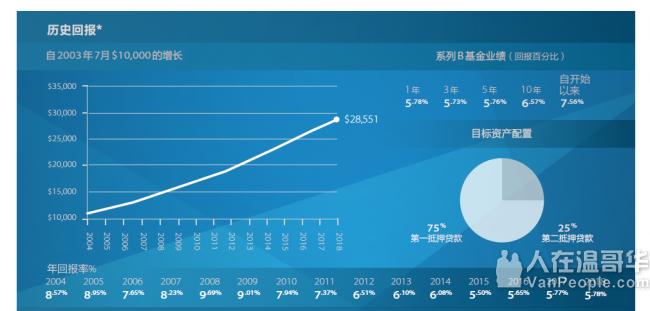 历史回报*
自2003年7月$10,000的增长
系列B基金业绩（回报百分比）
1年 3年 5年 10年 自开始以来
5.78% 5.73% 5.76% 6.57% 7.56%
$35,000
$30,000
$25,000
$20,000
$15,000
$10,000
$28,551
2004 2005 2006 2007 2008 2009 2010 2011 2012 2013 2014 2015 2016 2017 2018
目标资产配置
75%
第一抵押贷款
25%
第二抵押贷款
年回报率%
2004 2005 2006 2007 2008 2009 2010 2011 2012 2013 2014 2015 2016
8.57% 8.95% 7.65% 8.23% 9.69% 9.01% 7.94% 7.37% 6.51% 6.10% 6.08% 5.50% 5.65% 5.77% 5.78%
人在温哥华
VanPeople.com